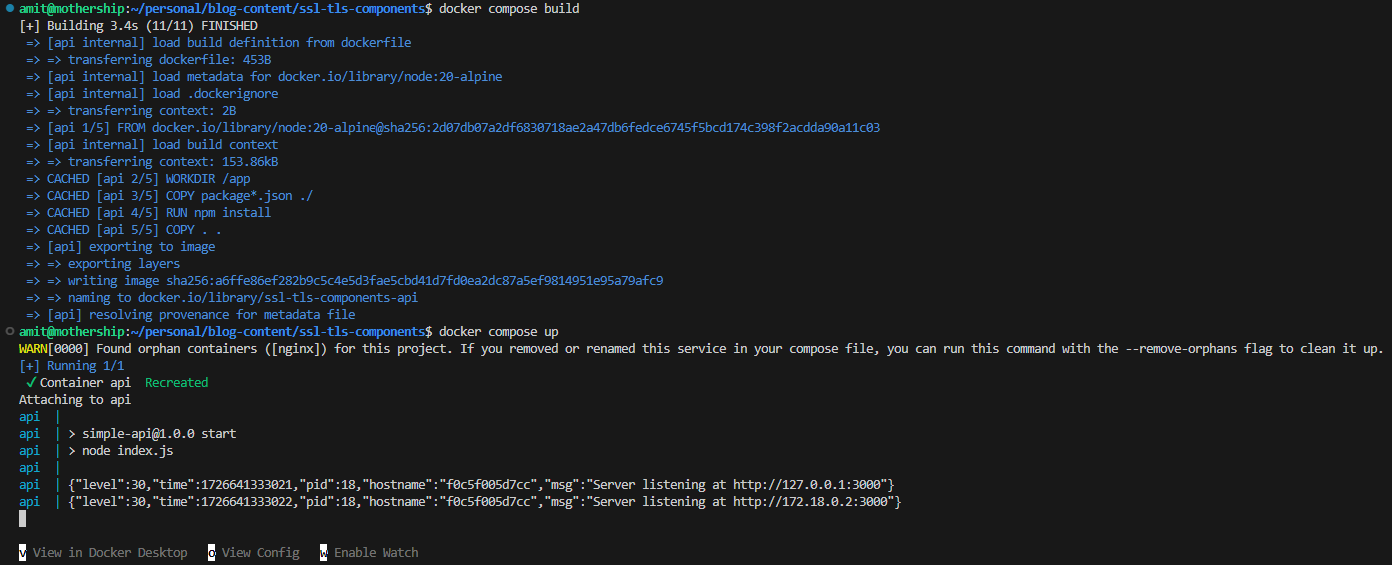 amit@mothership:~/personal/blog-content/ssl-tls-components$ docker compose build
[+] Building 3.4s (11/11) FINISHED
=> [api internal] load build definition from dockerfile
=> => transferring dockerfile: 453B
=> [api internal] load metadata for docker.io/library/node:20-alpine
=> [api internal] load .dockerignore
=> => transferring context: 2B
=> [api 1/5] FROM docker.io/library/node:20-alpine@sha256:2d07db07a2df6830718ae2a47db6fedce6745f5bcd174c398f2acdda90a11c03
=> [api internal] load build context
=> => transferring context: 153.86kB
=> CACHED [api 2/5] WORKDIR /app
=> CACHED [api 3/5] COPY package*.json ./
=> CACHED [api 4/5] RUN npm install
=> CACHED [api 5/5] COPY . .
=> [api] exporting to image
=> => exporting layers
=> => writing image sha256:a6ffe86ef282b9c5c4e5d3fae5cbd41d7fd0ea2dc87a5ef9814951e95a79afc9
=> => naming to docker.io/library/ssl-tls-components-api
=> [api] resolving provenance for metadata file
amit@mothership:~/personal/blog-content/ssl-tls-components$ docker compose up
WARN[0000] Found orphan containers ([nginx]) for this project. If you removed or renamed this service in your compose file, you can run this command with the --remove-orphans flag to clean it up.
[+] Running 1/1
✓ Container api  Recreated
Attaching to api
api  |
api  | > simple-api@1.0.0 start
api  | > node index.js
api  |
api  | {"level":30,"time":1726641333021,"pid":18,"hostname":"f0c5f005d7cc","msg":"Server listening at http://127.0.0.1:3000"}
api  | {"level":30,"time":1726641333022,"pid":18,"hostname":"f0c5f005d7cc","msg":"Server listening at http://172.18.0.2:3000"}
v View in Docker Desktop   o View Config   w Enable Watch